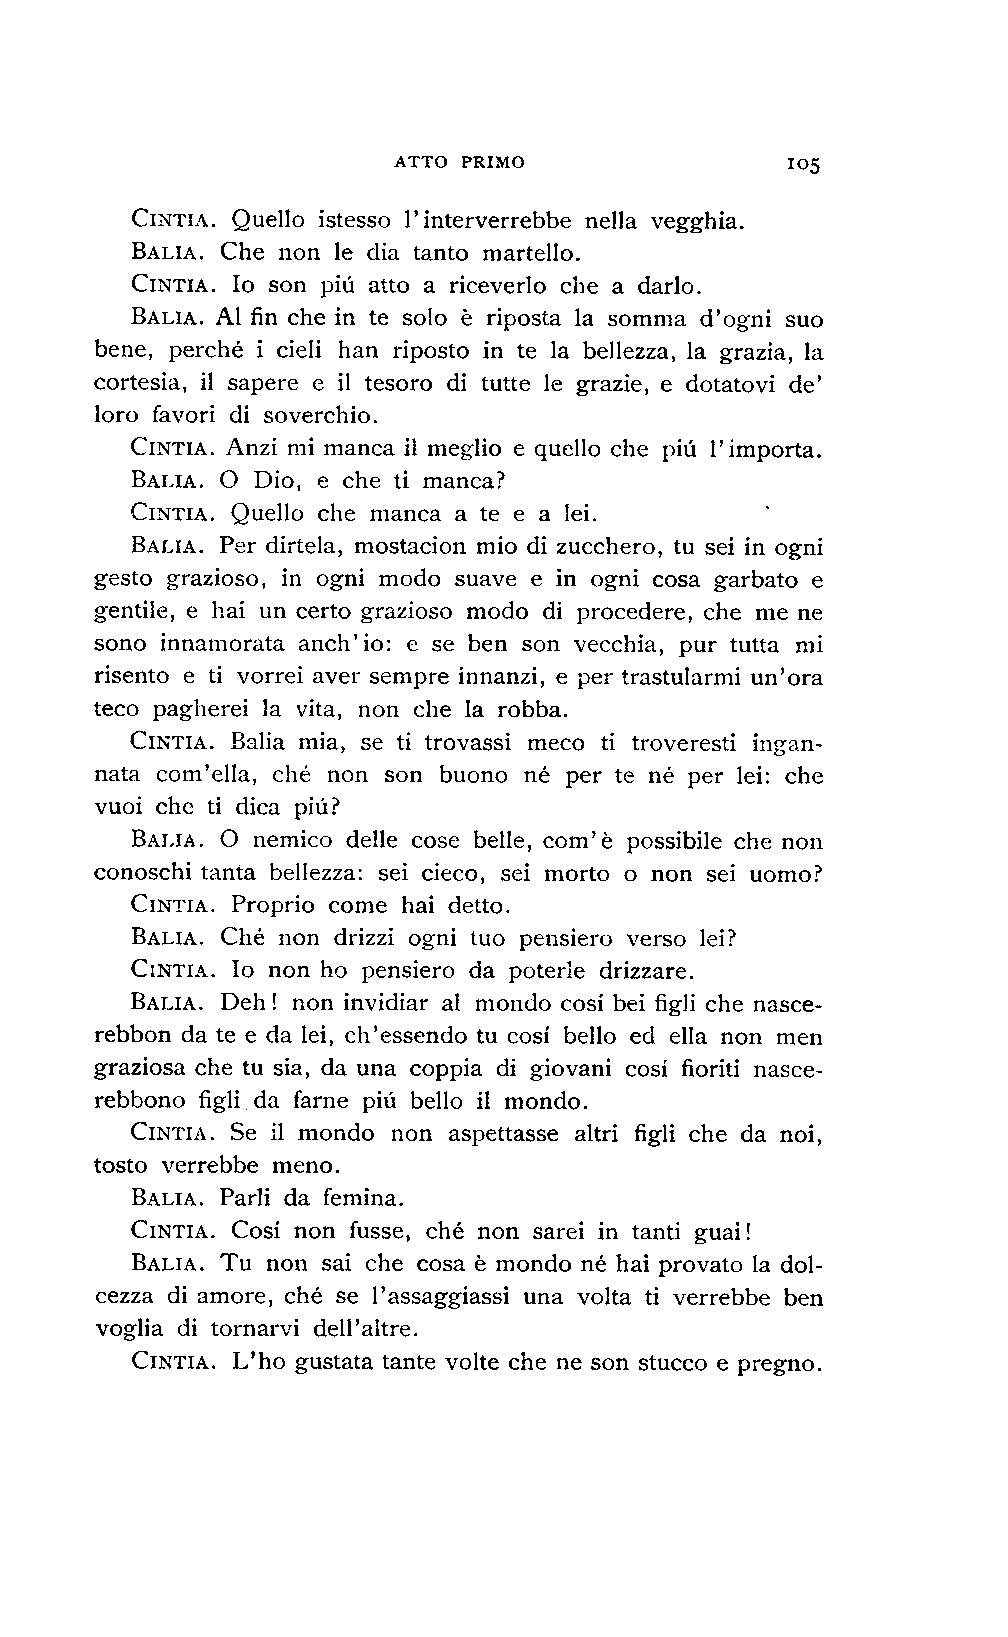 ATTO PRIMO 105
CINTIA. Quello istesso l'interverrebbe nella vegghia.
BALIA. Che non le dia tanto martello.
CINTIA. Io son piú atto a riceverlo che a darlo.
BALIA. Al fin che in te solo è riposta la somma d'ogni suo
bene, perché i cieli han riposto in te la bellezza, la grazia, la
cortesia, il sapere e il tesoro di tutte le grazie, e dotatovi de'
loro favori di soverchio.
CINTIA. Anzi mi manca il meglio e quello che piú l'importa.
BALIA. O Dio, e che ti manca?
CINTIA. Quello che manca a te e a lei.
BALIA. Per dirtela, mostacion mio di zucchero, tu sei in ogni
gesto grazioso, in ogni modo suave e in ogni cosa garbato e
gentile, e hai un certo grazioso modo di procedere, che me ne
sono innamorata anch'io: e se ben son vecchia, pur tutta mi
risento e ti vorrei aver sempre innanzi, e per trastularmi un'ora
teco pagherei la vita, non che la robba.
CINTIA. Balia mia, se ti trovassi meco ti troveresti ingan-
nata com'ella, ché non son buono né per te né per lei: che
vuoi che ti dica piú?
BALIA. O nemico delle cose belle, com'è possibile che non
conoschi tanta bellezza: sei cieco, sei morto o non sei uomo?
CINTIA. Proprio come hai detto.
BALIA. Ché non drizzi ogni tuo pensiero verso lei?
CINTIA. Io non ho pensiero da poterle drizzare.
BALIA. Deh! non invidiar al mondo cosí bei figli che nasce-
rebbon da te e da lei, ch'essendo tu cosí bello ed ella non men
graziosa che tu sia, da una coppia di giovani cosí fioriti nasce-
rebbono figli da farne piú bello il mondo.
CINTIA. Se il mondo non aspettasse altri figli che da noi,
tosto verrebbe meno.
BALIA. Parli da femina.
CINTIA. Cosí non fusse, ché non sarei in tanti guai!
BALIA. Tu non sai che cosa è mondo né hai provato la dol-
cezza di amore, ché se l'assaggiassi una volta ti verrebbe ben
voglia di tornarvi dell'altre.
CINTIA. L'ho gustata tante volte che ne son stucco e pregno.